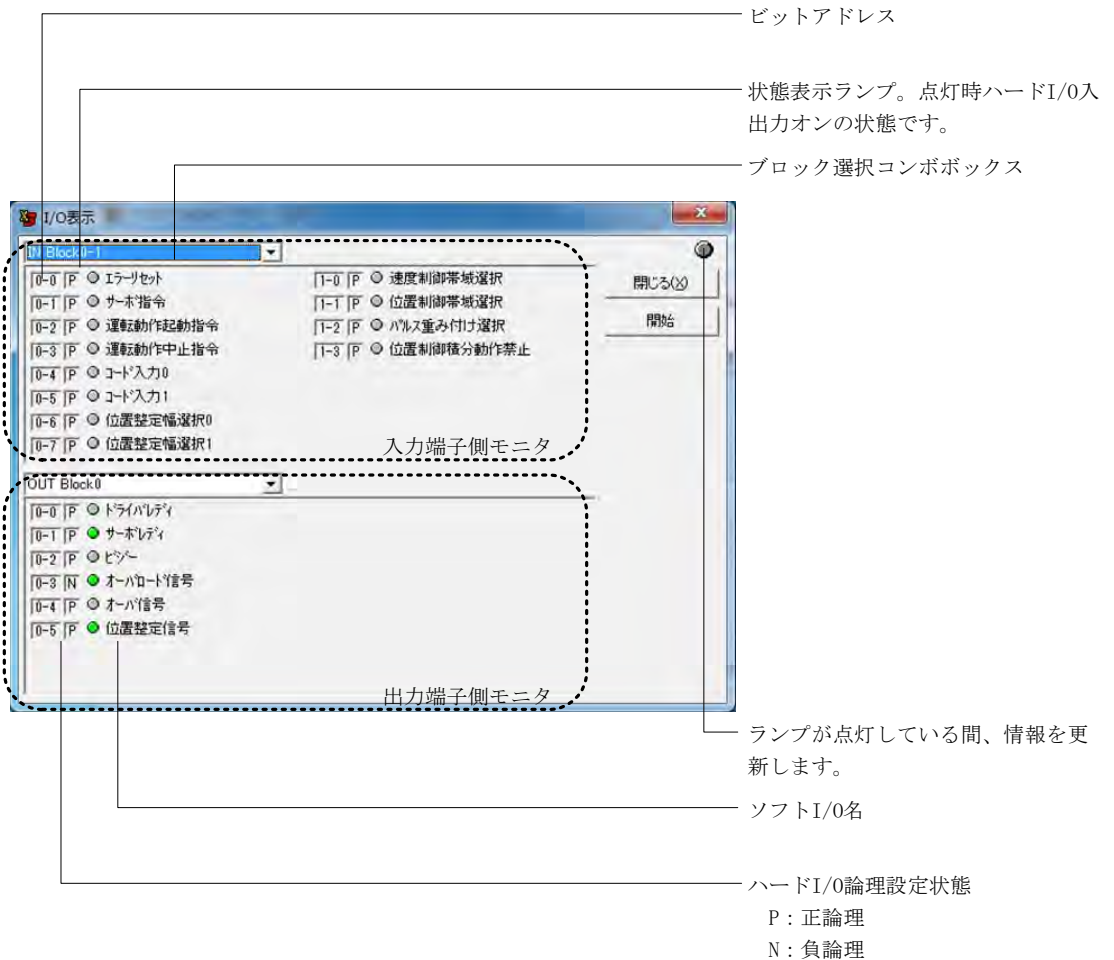 ビットアドレス
状態表示ランプ。点灯時ハードI/O入
出力オンの状態です。
ブロック選択コンボボックス
I/O表示
IN Block0-1
0-0 P エラーリセット
0-1 P サーボ指令
0-2 P 運転動作起動指令
0-3 P 運転動作中止指令
0-4 P コード入力0
0-5 P コード入力1
0-6 P 位置整定幅選択0
0-7 P 位置整定幅選択1
1-0 P 速度制御帯域選択
1-1 P 位置制御帯域選択
1-2 P パルス重み付け選択
1-3 P 位置制御積分動作禁止
閉じる(X)
開始
入力端子側モニタ
OUT Block0
0-0 P ドライバレディ
0-1 P サーボレディ
0-2 P ビジー
0-3 N オーバロード信号
0-4 P オーバ信号
0-5 P 位置整定信号
出力端子側モニタ
ランプが点灯している間、情報を更
新します。
ソフトI/O名
ハードI/O論理設定状態
P：正論理
N：負論理